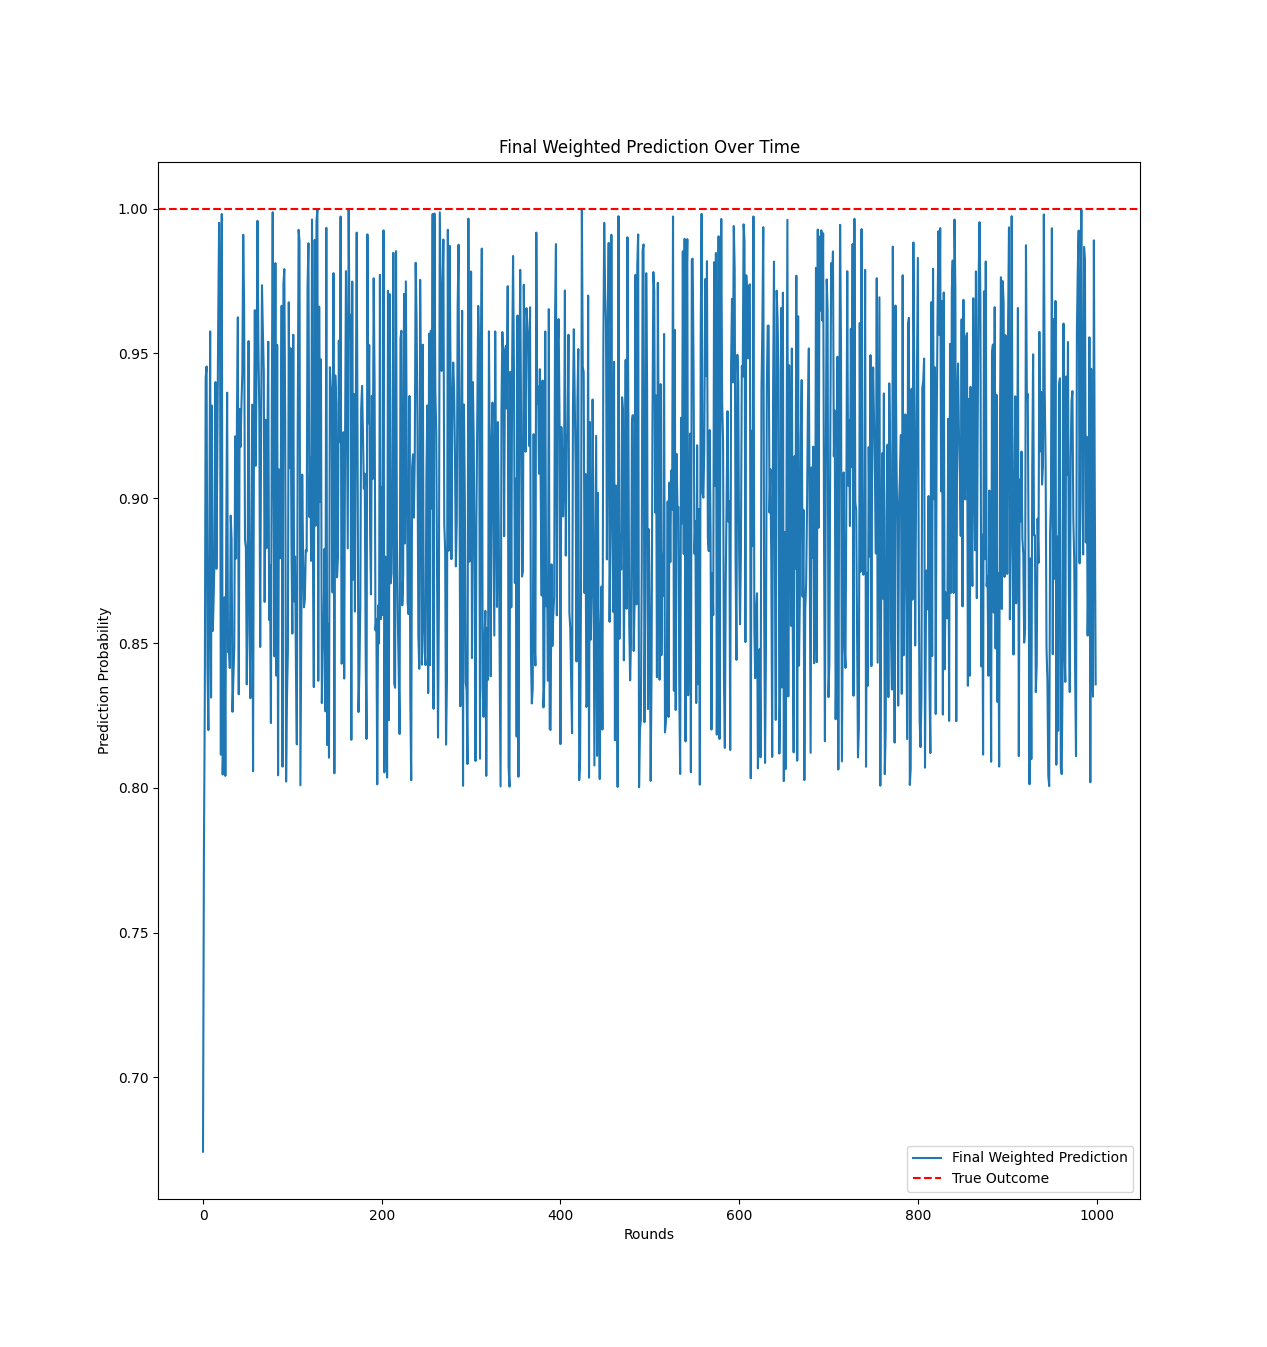 Final Weighted Prediction Over Time
Prediction Probability
1.00
0.95
0.90
0.85
0.80
0.75
0.70
0
200
400
600
800
1000
Rounds
Final Weighted Prediction
True Outcome